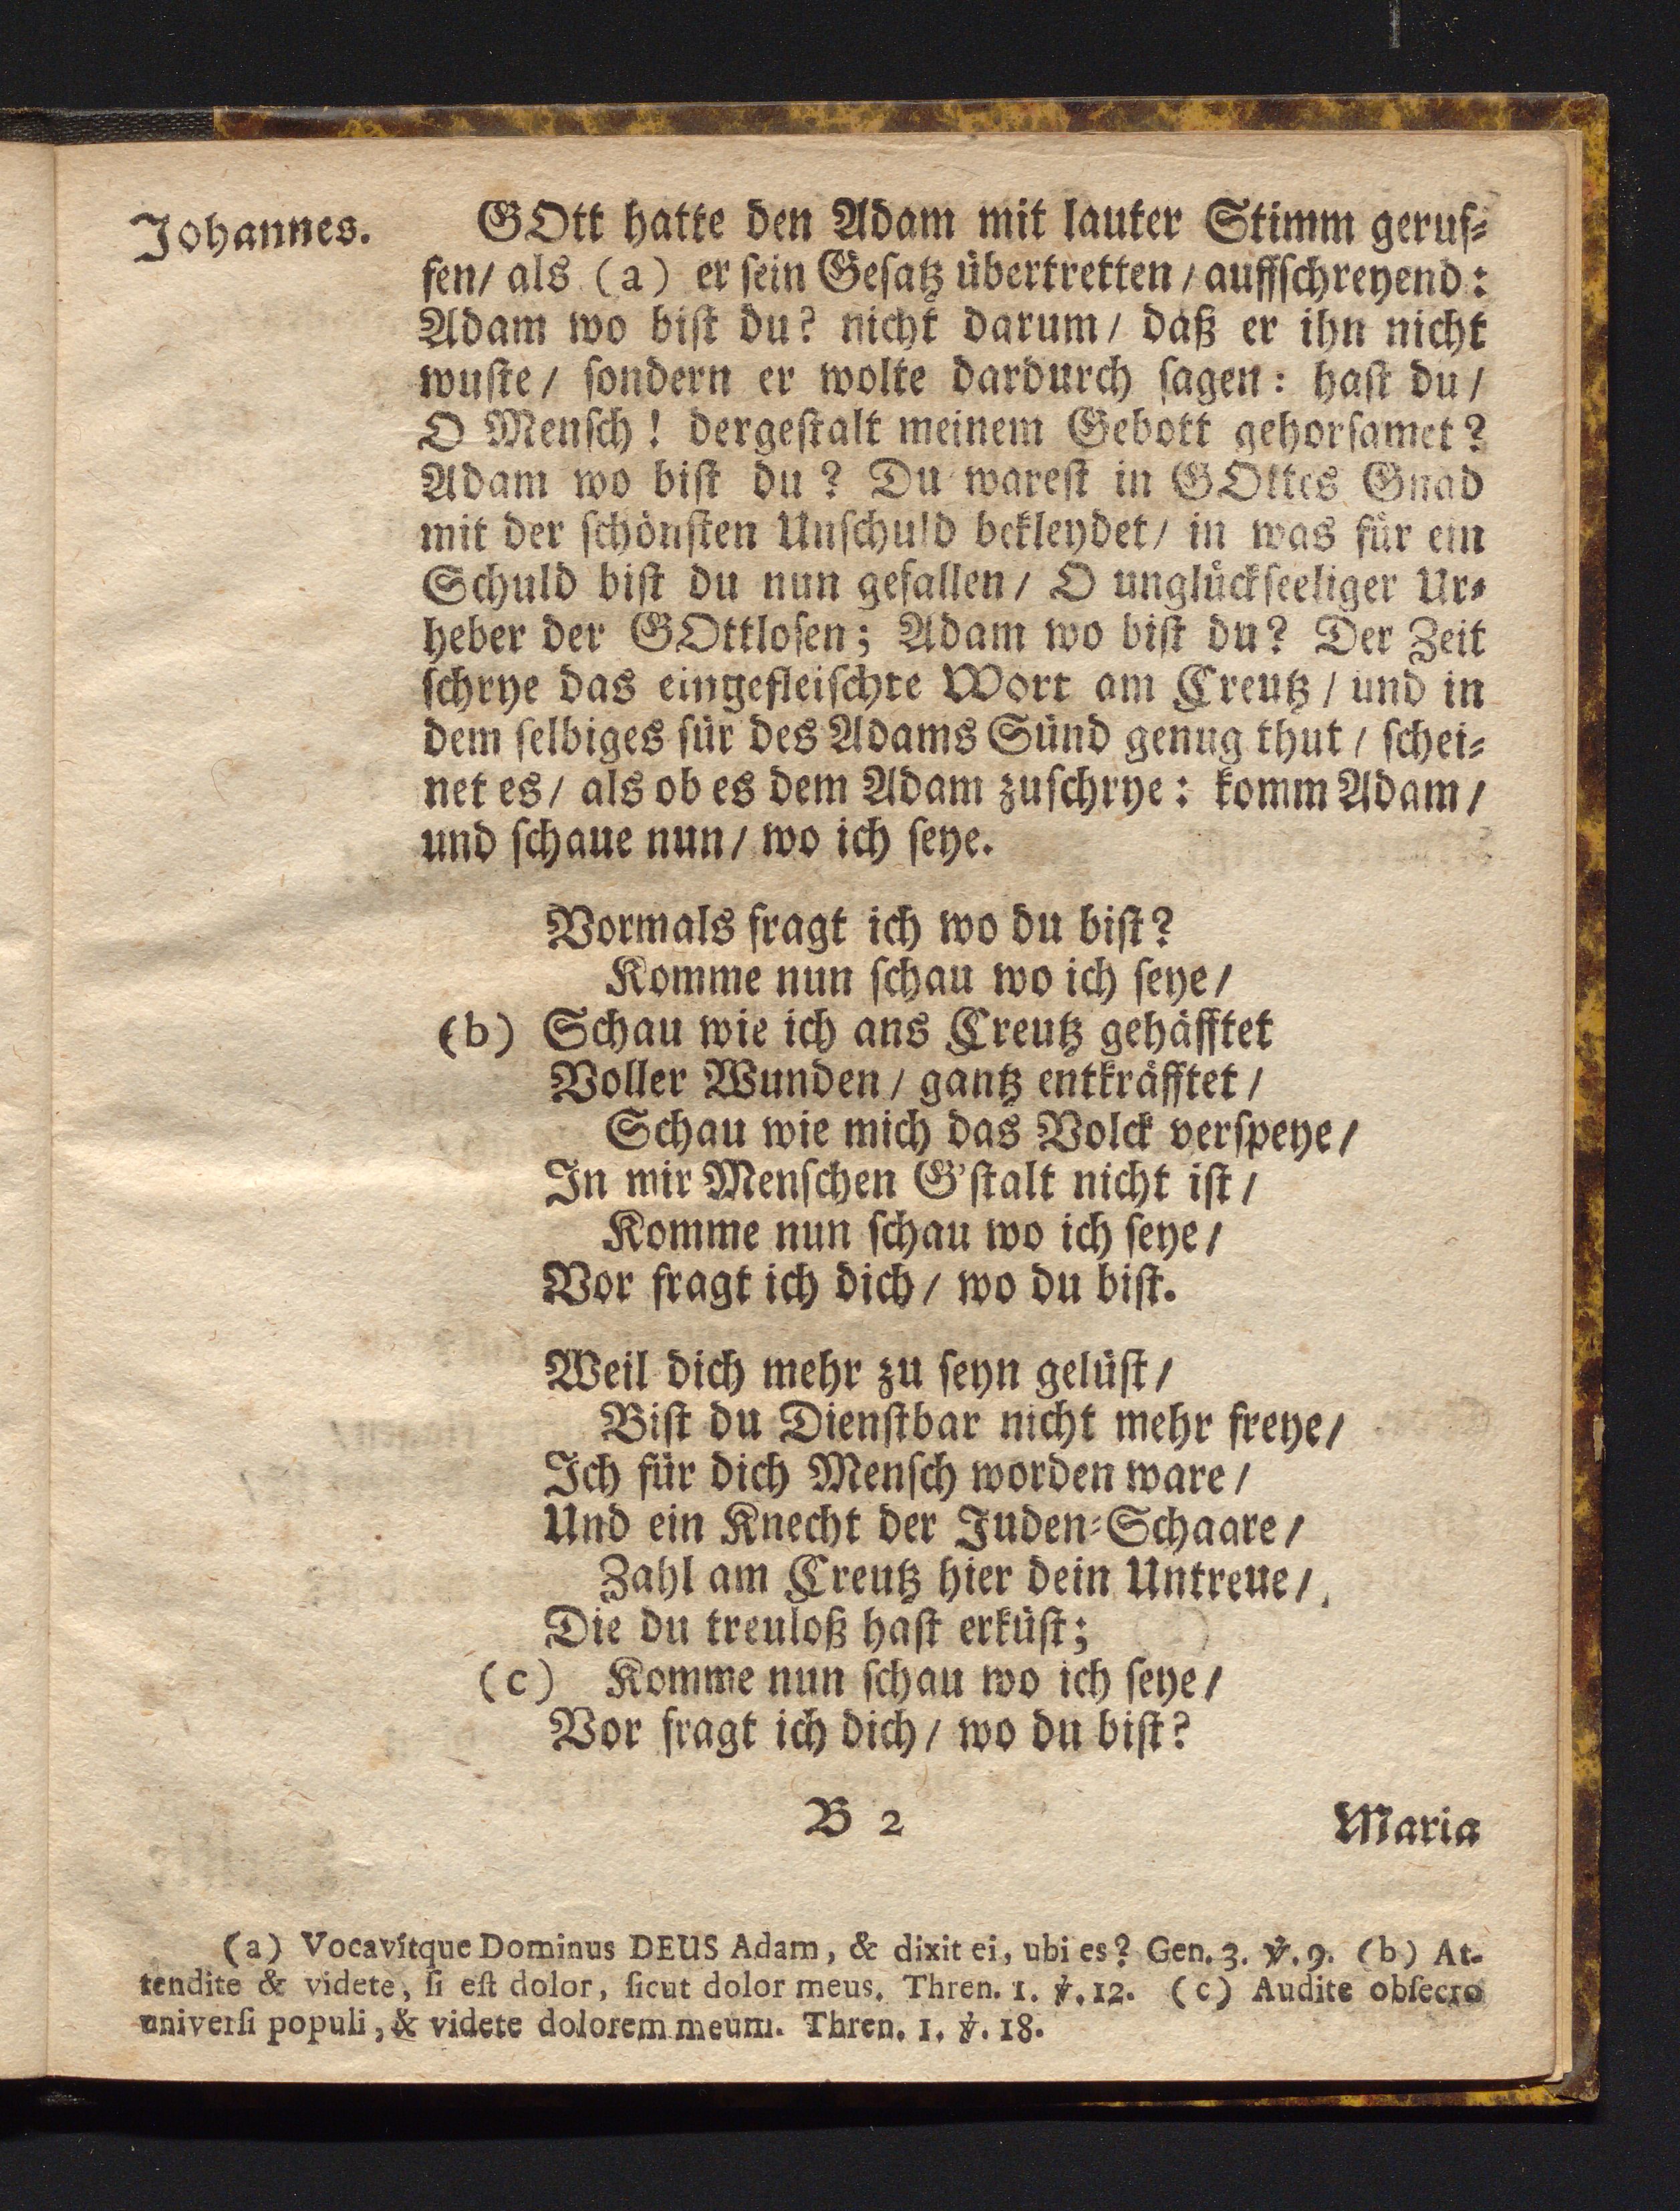 Johannes. GOtt hatte den Adam mit lauter Stimm geruf⸗
fen/ als (a) er ſein Geſatz übertretten / auffſchreyend:
Adam wo biſt du? nicht darum/ daß er ihn nicht
wuſte/ ſondern er wolte dardurch ſagen: haſt du/
O Menſch! dergeſtalt meinem Gebott gehorſamet?
Adam wo biſt du? Du wareſt in GOttes Gnad
mit der ſchönſten Unſchuld bekleydet/ in was für ein
Schuld biſt du nun gefallen/ O unglückſeeliger Ur⸗
heber der GOttloſen; Adam wo biſt du? Der Zeit
ſchrye das eingefleiſchte Wort am Creutz / und in
dem ſelbiges für des Adams Sünd genug thut / ſchei⸗
net es/ als ob es dem Adam zuſchrye: komm Adam/
und ſchaue nun/ wo ich ſeye.
Vormals fragt ich wo du biſt?
Komme nun ſchau wo ich ſeye/
(b) Schau wie ich ans Creutz gehäfftet
Voller Wunden/ gantz entkräfftet/
Schau wie mich das Volck verſpeye/
In mir Menſchen G'ſtalt nicht iſt/
Komme nun ſchau wo ich ſeye/
Vor fragt ich dich/ wo du biſt.
Weil dich mehr zu ſeyn gelüſt/
Biſt du Dienſtbar nicht mehr freye/
Ich für dich Menſch worden ware/
Und ein Knecht der Juden⸗Schaare/
Zahl am Creutz hier dein Untreue/
Die du treuloß haſt erküſt;
(c) Komme nun ſchau wo ich ſeye/
Vor fragt ich dich/ wo du biſt?
B 2 Maria
(a) Vocavítque Dominus DEUS Adam, & dixit ei, ubi es? Gen. 3. ℣. 9. (b) At-
tendite & videte, ſi eſt dolor, ſicut dolor meus. Thren. 1. ℣. 12. (c) Audite obſecro
univerſi populi, & videte dolorem meum. Thren. 1. ℣. 18.